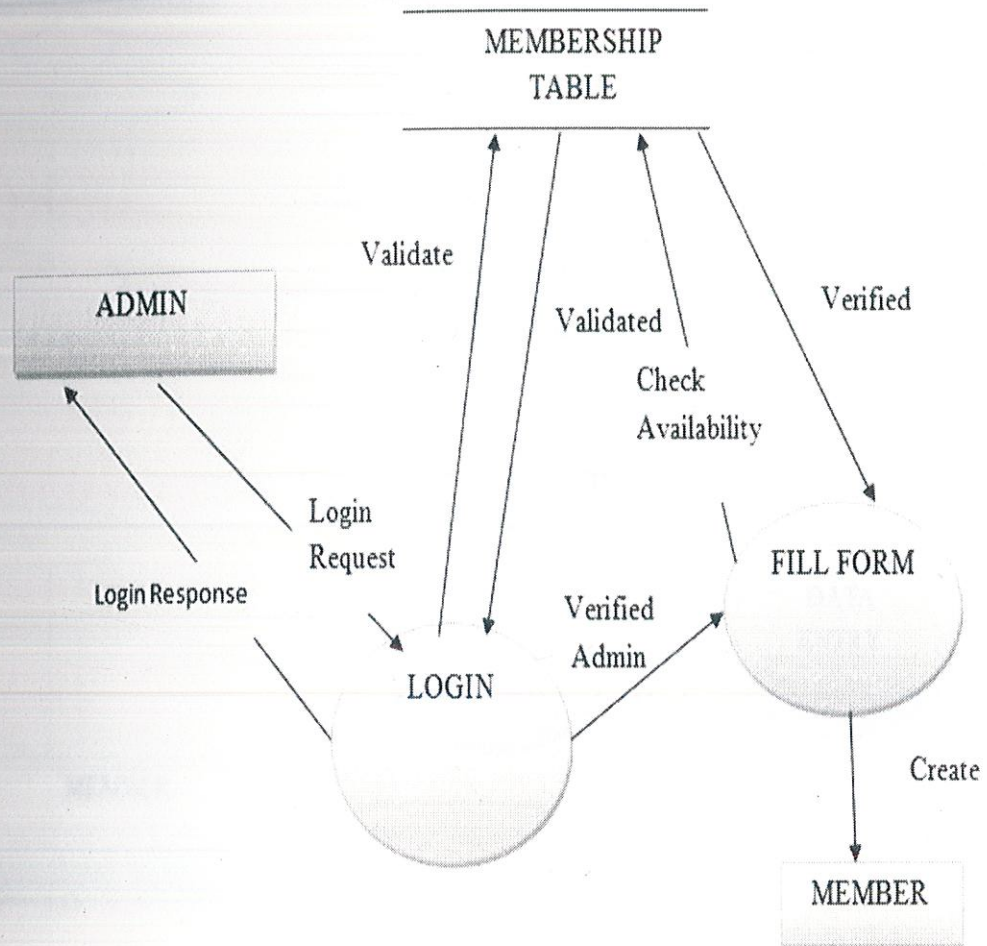 MEMBERSHIP
TABLE
Validate
ADMIN
Validated
Verified
Check
Availability
Login
Request
Login Response
FILL FORM
Verified
Admin
LOGIN
Create
MEMBER